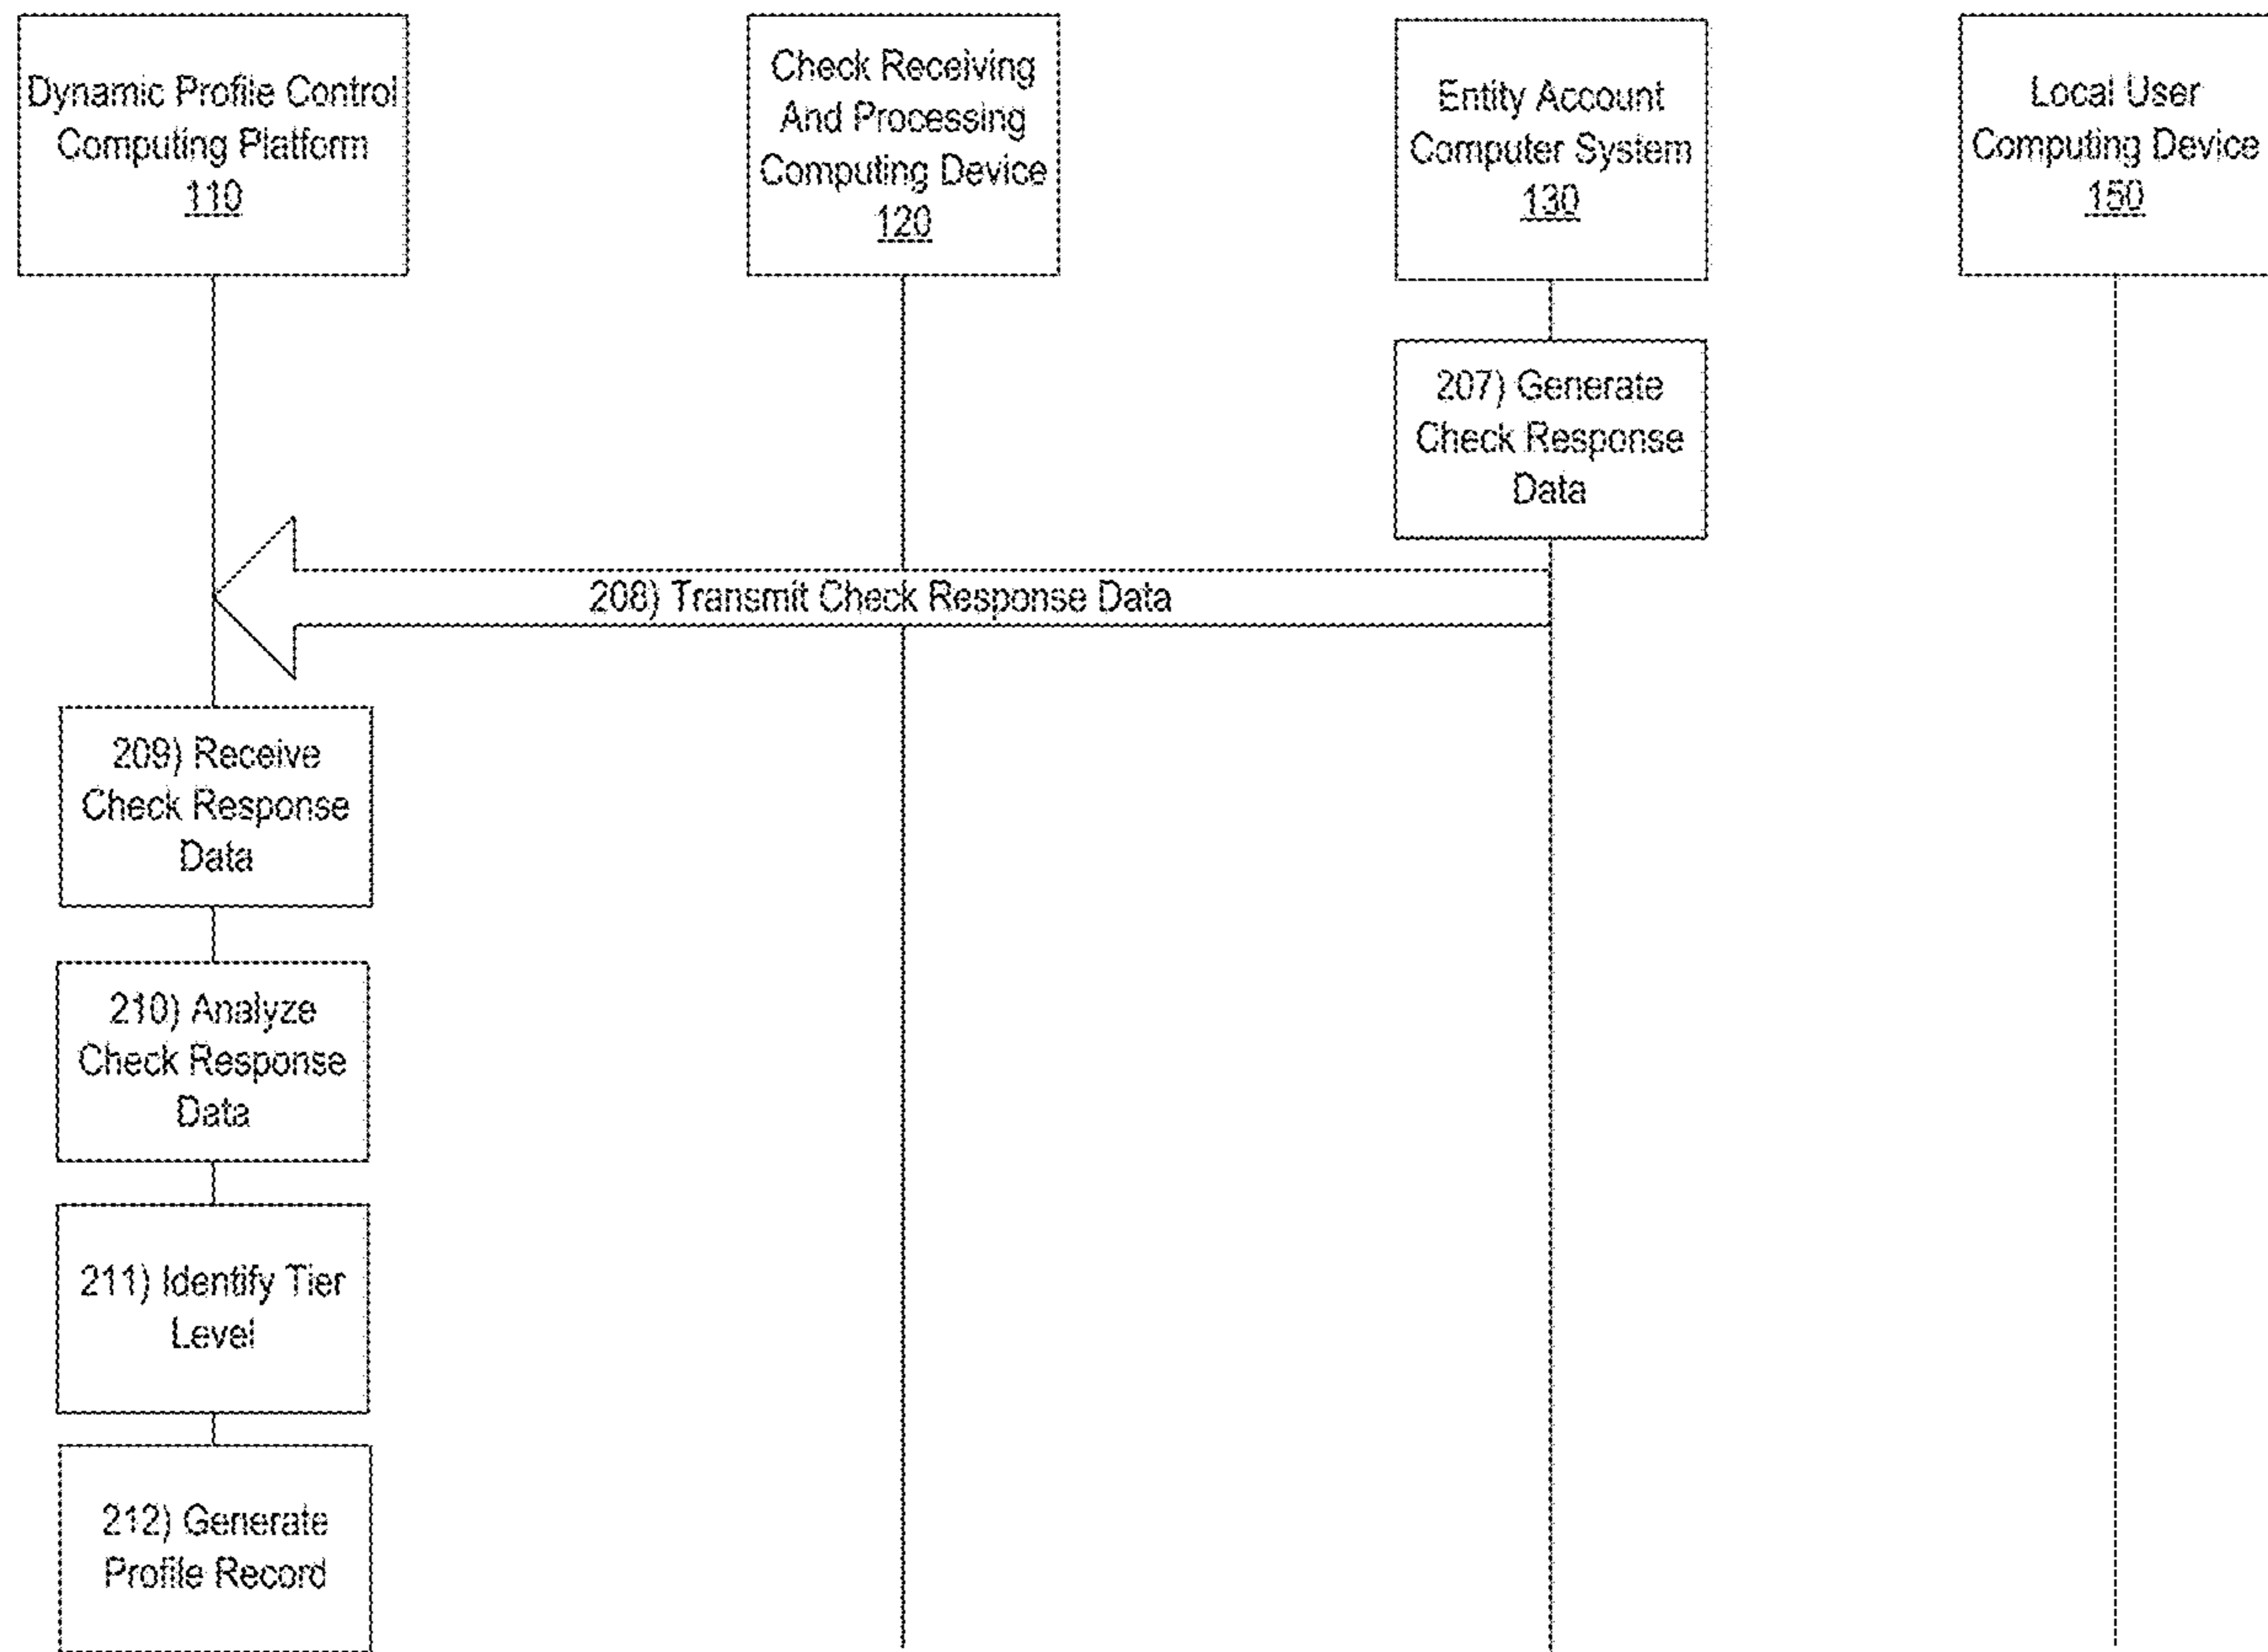 Dynamic Profile Control
Computing Platform
110
Check Receiving
And Processing
Computing Device
120
Entity Account
Computer System
130
Local User
Computing Device
150
207) Generate
Check Response
Data
208) Transmit Check Response Data
209) Receive
Check Response
Data
210) Analyze
Check Response
Data
211) Identify Tier
Level
212) Generate
Profile Record